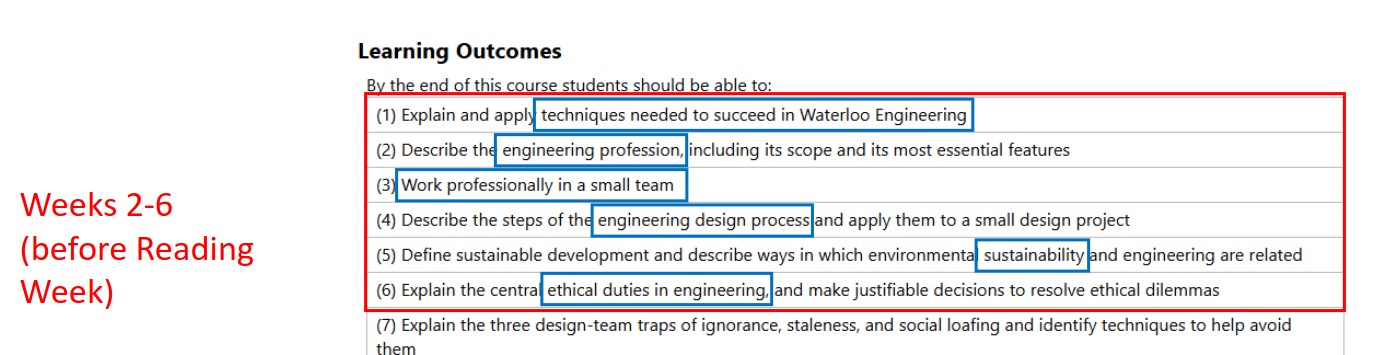 Learning Outcomes
By the end of this course students should be able to:
(1) Explain and apply techniques needed to succeed in Waterloo Engineering
(2) Describe the engineering profession, including its scope and its most essential features
(3) Work professionally in a small team
(4) Describe the steps of the engineering design process and apply them to a small design project
(5) Define sustainable development and describe ways in which environmental sustainability and engineering are related
(6) Explain the central ethical duties in engineering, and make justifiable decisions to resolve ethical dilemmas
(7) Explain the three design-team traps of ignorance, staleness, and social loafing and identify techniques to help avoid
them
Weeks 2-6
(before Reading
Week)